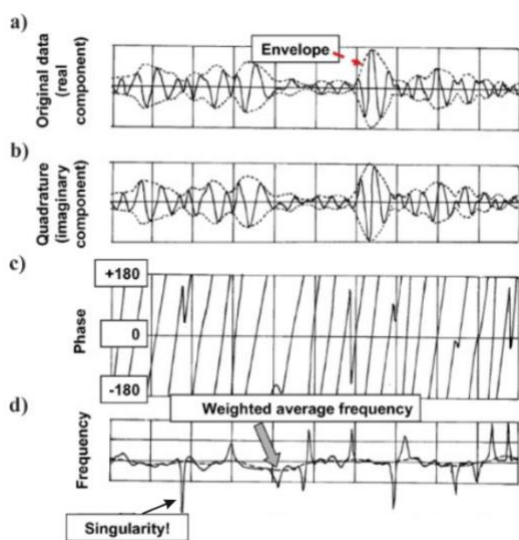 a)
Original data
(real
component)
Envelope
b)
Quadrature
(imaginary
component)
c)
+180
0
-180
Phase
d)
Weighted average frequency
Frequency
Singularity!